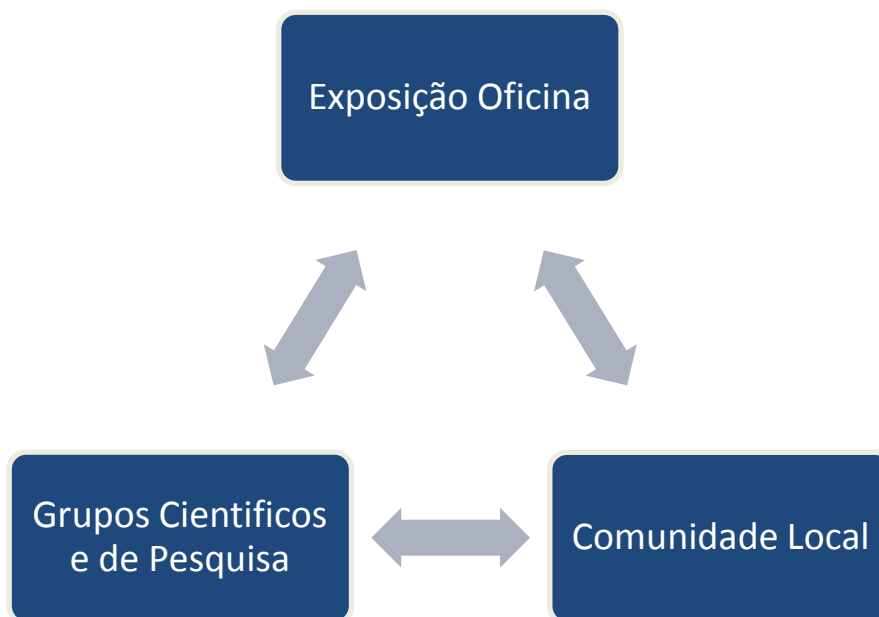 Exposição Oficina
Grupos Cientificos
e de Pesquisa
Comunidade Local